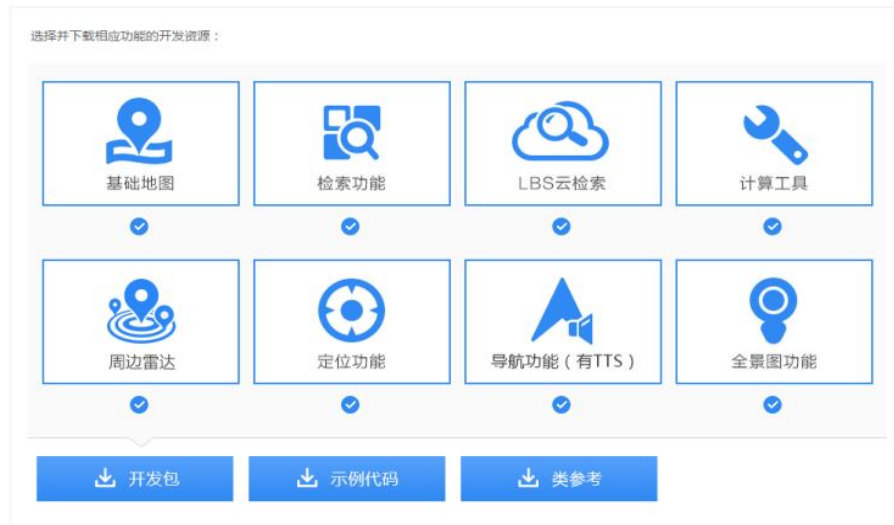 选择并下载相应功能的开发资源：
基础地图
检索功能
LBS云检索
计算工具
周边雷达
定位功能
导航功能（有TTS）
全景图功能
开发包
示例代码
类参考